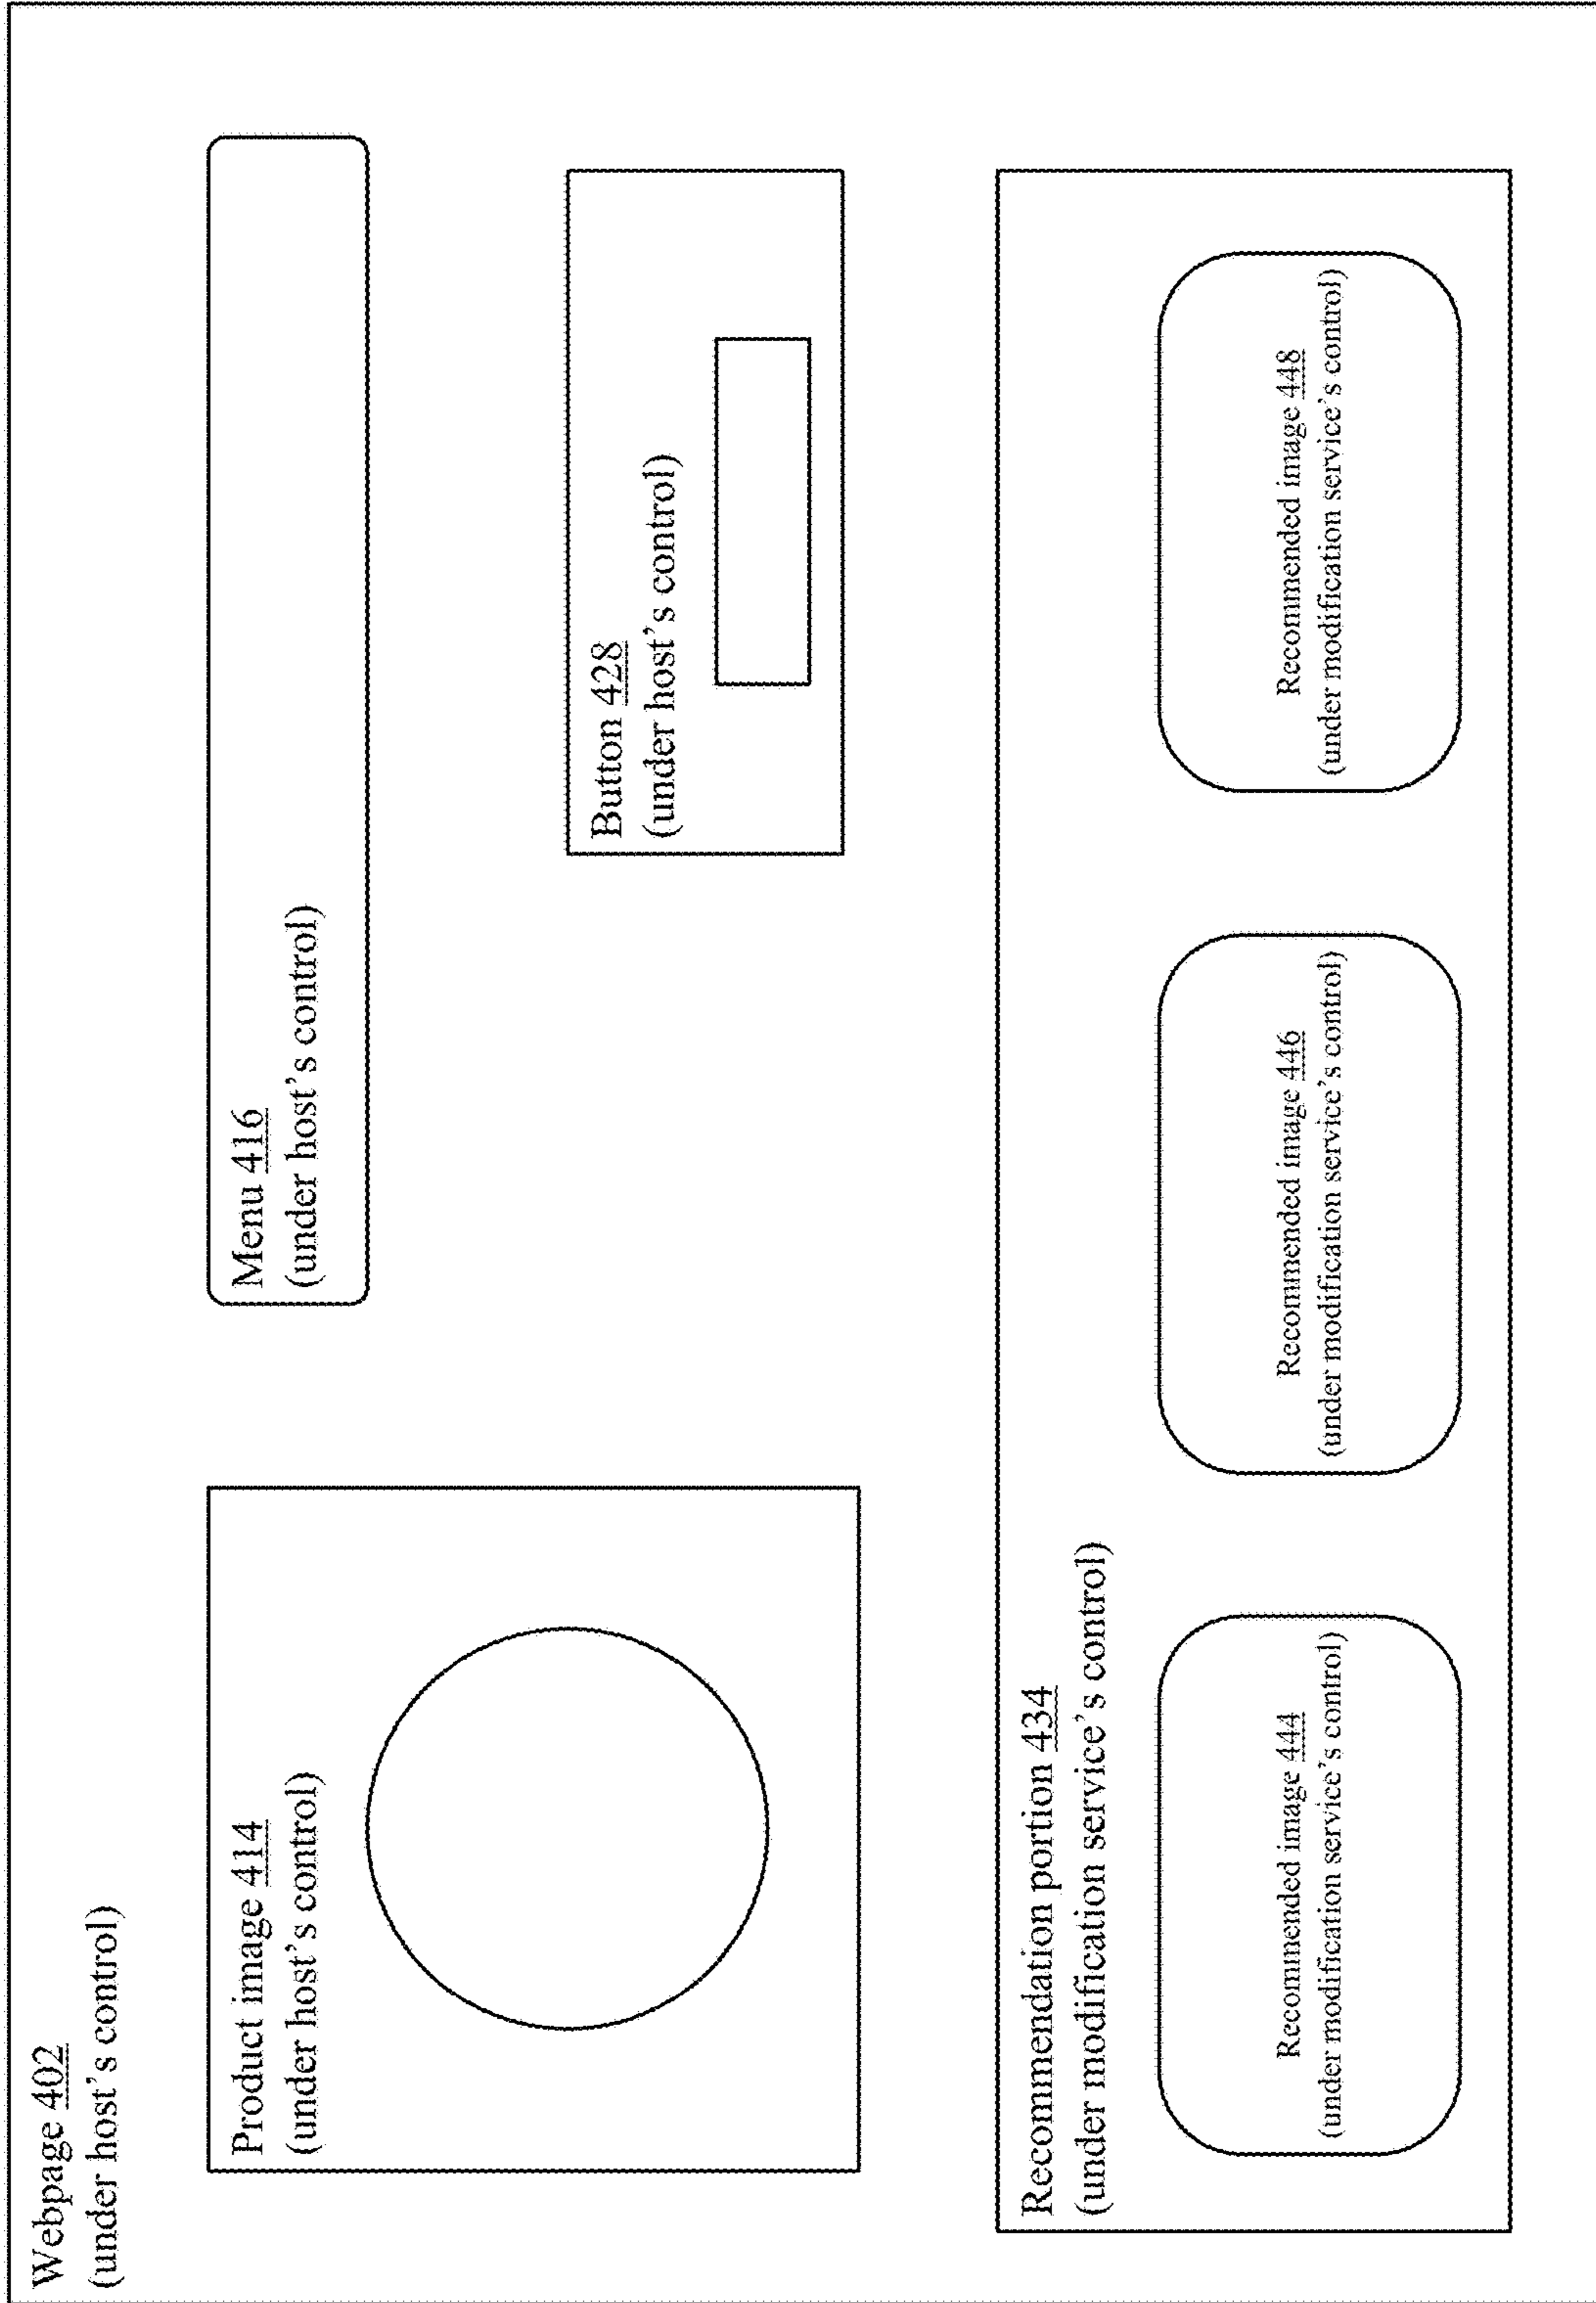 Webpage 402
(under host's control)
Product image 414
(under host's control)
Menu 416
(under host's control)
Button 428
(under host's control)
Recommendation portion 434
(under modification service's control)
Recommended image 444
(under modification service's control)
Recommended image 446
(under modification service's control)
Recommended image 448
(under modification service's control)